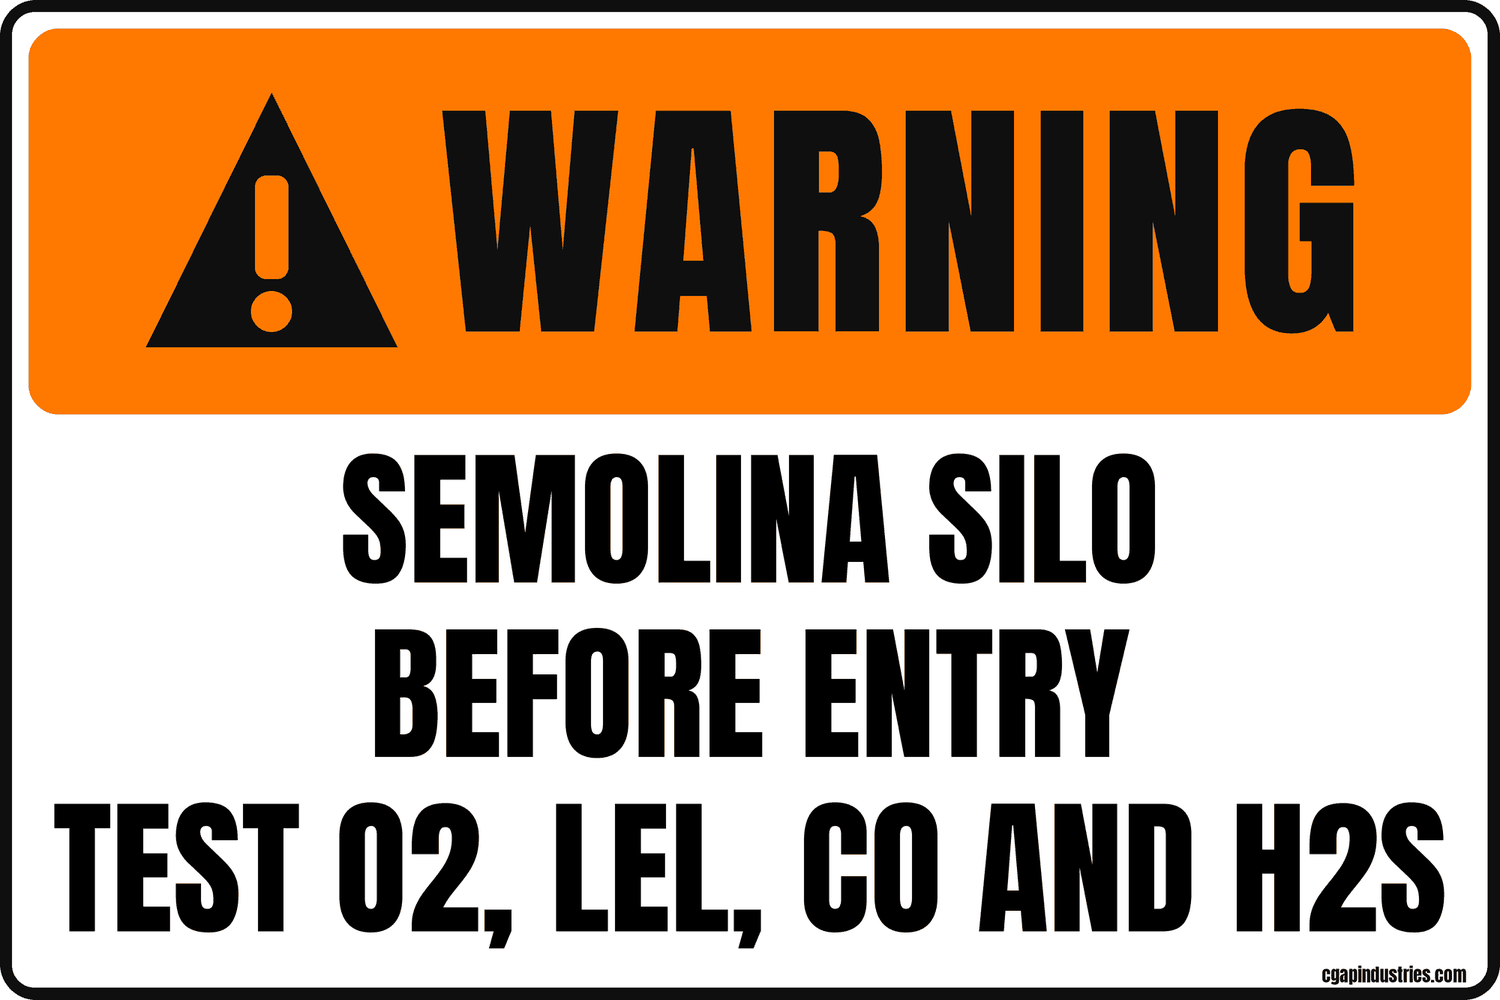 WARNING
SEMOLINA SILO
BEFORE ENTRY
TEST O2, LEL, CO AND H2S
cgapindustries.com